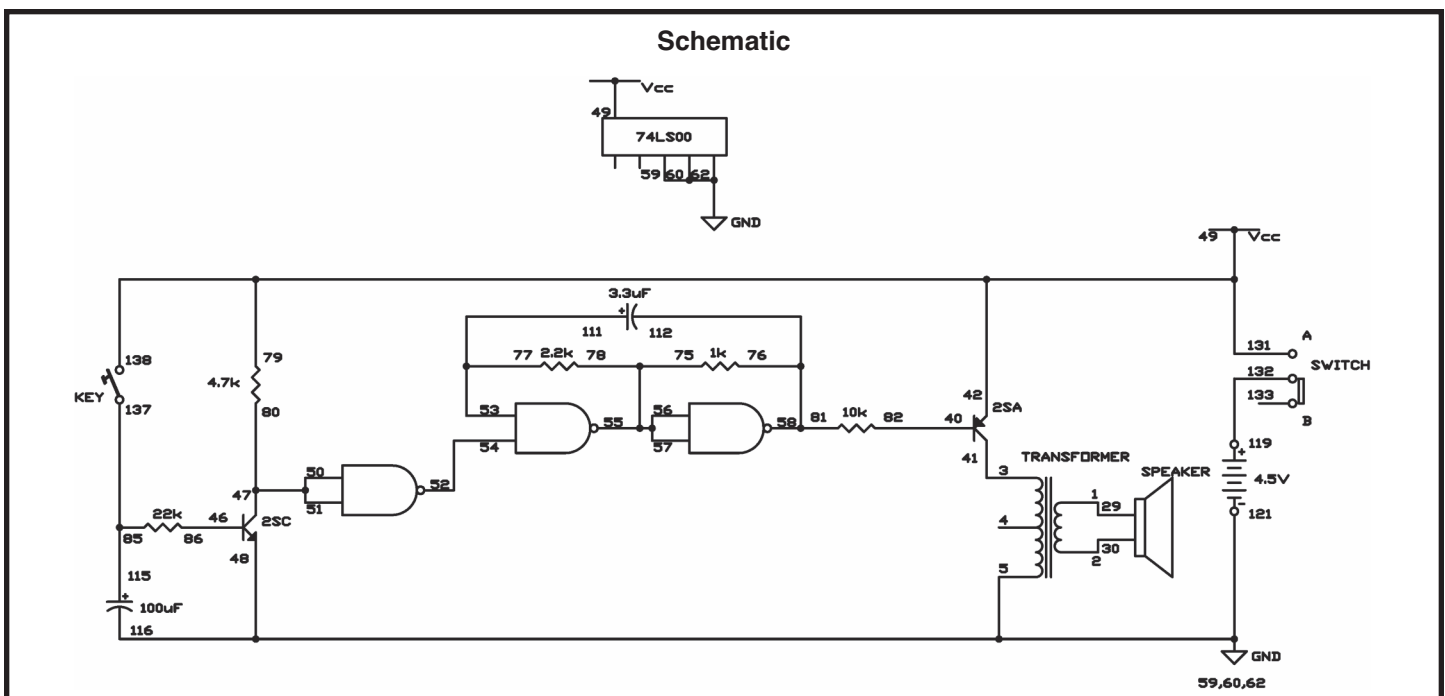 Schematic
Vcc
49
74LS00
59 60 62
GND
49 Vcc
3.3uF
+
111 112
A
138
79
77 2.2k 78
75 1k 76
131
SWITCH
42
132
4.7k
KEY
137
80
53
56
133
2SA
55
58
81 10k 82
40
B
54
57
41
119
TRANSFORMER
50
3
SPEAKER
+
52
4.5V
47
51
1
29
-
22k
46
2SC
121
85 86
4
48
30
5
2
115
+
100uF
116
GND
59,60,62